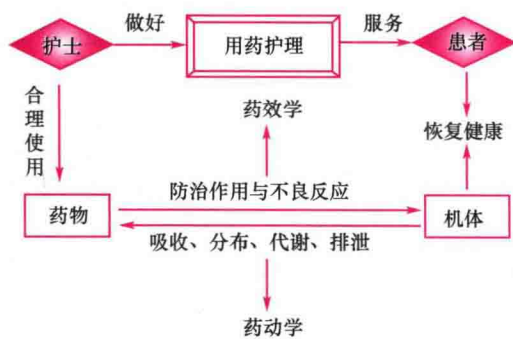 护士
做好
用药护理
服务
患者
合理使用
药效学
恢复健康
药物
防治作用与不良反应
机体
吸收、分布、代谢、排泄
药动学